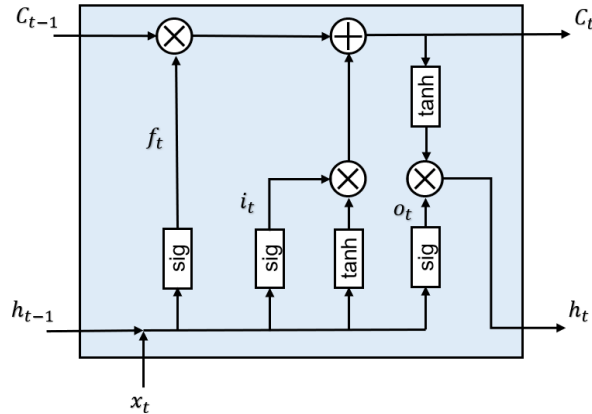 C_{t-1}
C_t
tanh
f_t
i_t
o_t
sig
sig
tanh
sig
h_{t-1}
h_t
x_t